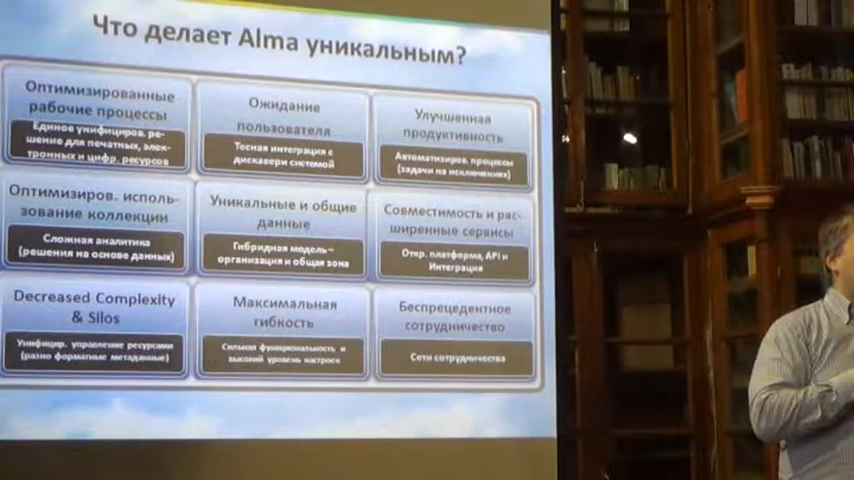 Что делает Alma уникальным?
Оптимизированные
рабочие процессы
Единое унифициров. ре-
шение для печатных, элек-
тронных и цифр. ресурсов
Ожидание
пользователя
Тесная интеграция с
дискавери системой
Улучшенная
продуктивность
Автоматизиров. процессы
(задачи на исключениях)
Оптимизиров. исполь-
зование коллекции
Сложная аналитика
(решения на основе данных)
Уникальные и общие
данные
Гибридная модель–
организация и общая зона
Совместимость и рас-
ширенные сервисы
Откр. платформа, API и
Интеграция
Decreased Complexity
& Silos
Унифицир. управление ресурсами
(разно форматные метаданные)
Максимальная
гибкость
Сильная функциональность и
высокий уровень настроек
Беспрецедентное
сотрудничество
Сети сотрудничества